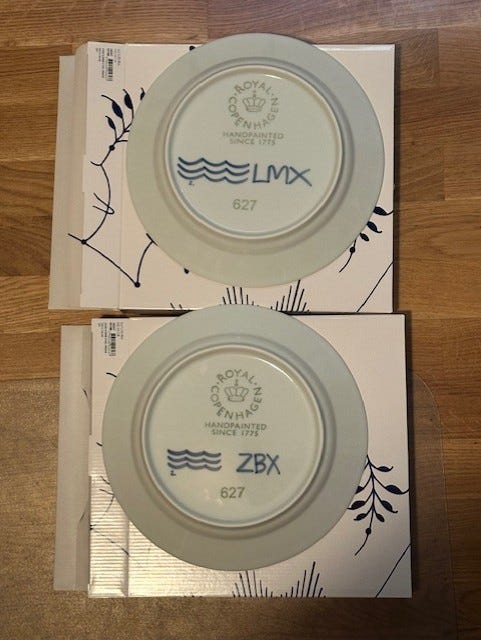 ROYAL
COPENHAGEN
HANDPAINTED
SINCE 1775
LMX
627
ROYAL
COPENHAGEN
HANDPAINTED
SINCE 1775
ZBX
627